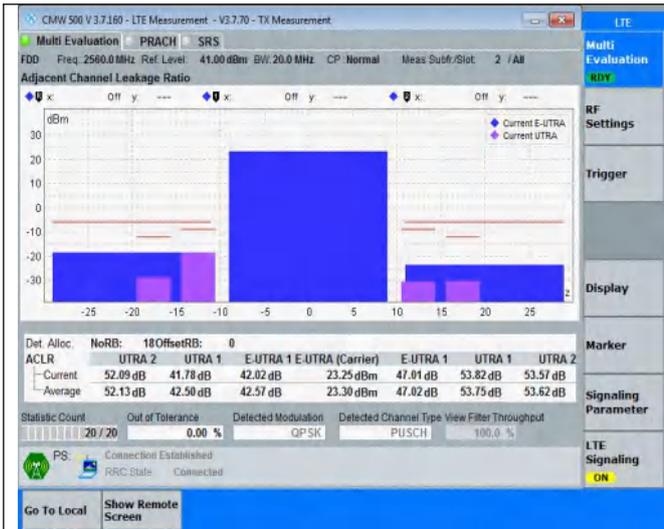 CMW 500 V 3.7.160 - LTE Measurement - V3.7.70 - TX Measurement
LTE
Multi Evaluation PRACH SRS
FDD Freq.: 2560.0 MHz Ref. Level: 41.00 dBm BW: 20.0 MHz CP: Normal Meas Subfr./Slot: 2 / All
Adjacent Channel Leakage Ratio
x: Off y: --- x: Off y: --- x: Off y: ---
dBm
Current E-UTRA
Current UTRA
30
20
10
0
-10
-20
-30
z
-25 -20 -15 -10 -5 0 5 10 15 20 25
Det. Alloc. NoRB: 18 OffsetRB: 0
ACLR UTRA 2 UTRA 1 E-UTRA 1 E-UTRA (Carrier) E-UTRA 1 UTRA 1 UTRA 2
Current 52.09 dB 41.78 dB 42.02 dB 23.25 dBm 47.01 dB 53.82 dB 53.57 dB
Average 52.13 dB 42.50 dB 42.57 dB 23.30 dBm 47.02 dB 53.75 dB 53.62 dB
Statistic Count Out of Tolerance Detected Modulation Detected Channel Type View Filter Throughput
20 / 20 0.00 % QPSK PUSCH 100.0 %
PS: Connection Established
RRC State Connected
Multi
Evaluation
RDY
RF
Settings
Trigger
Display
Marker
Signaling
Parameter
LTE
Signaling
ON
Go To Local
Show Remote
Screen